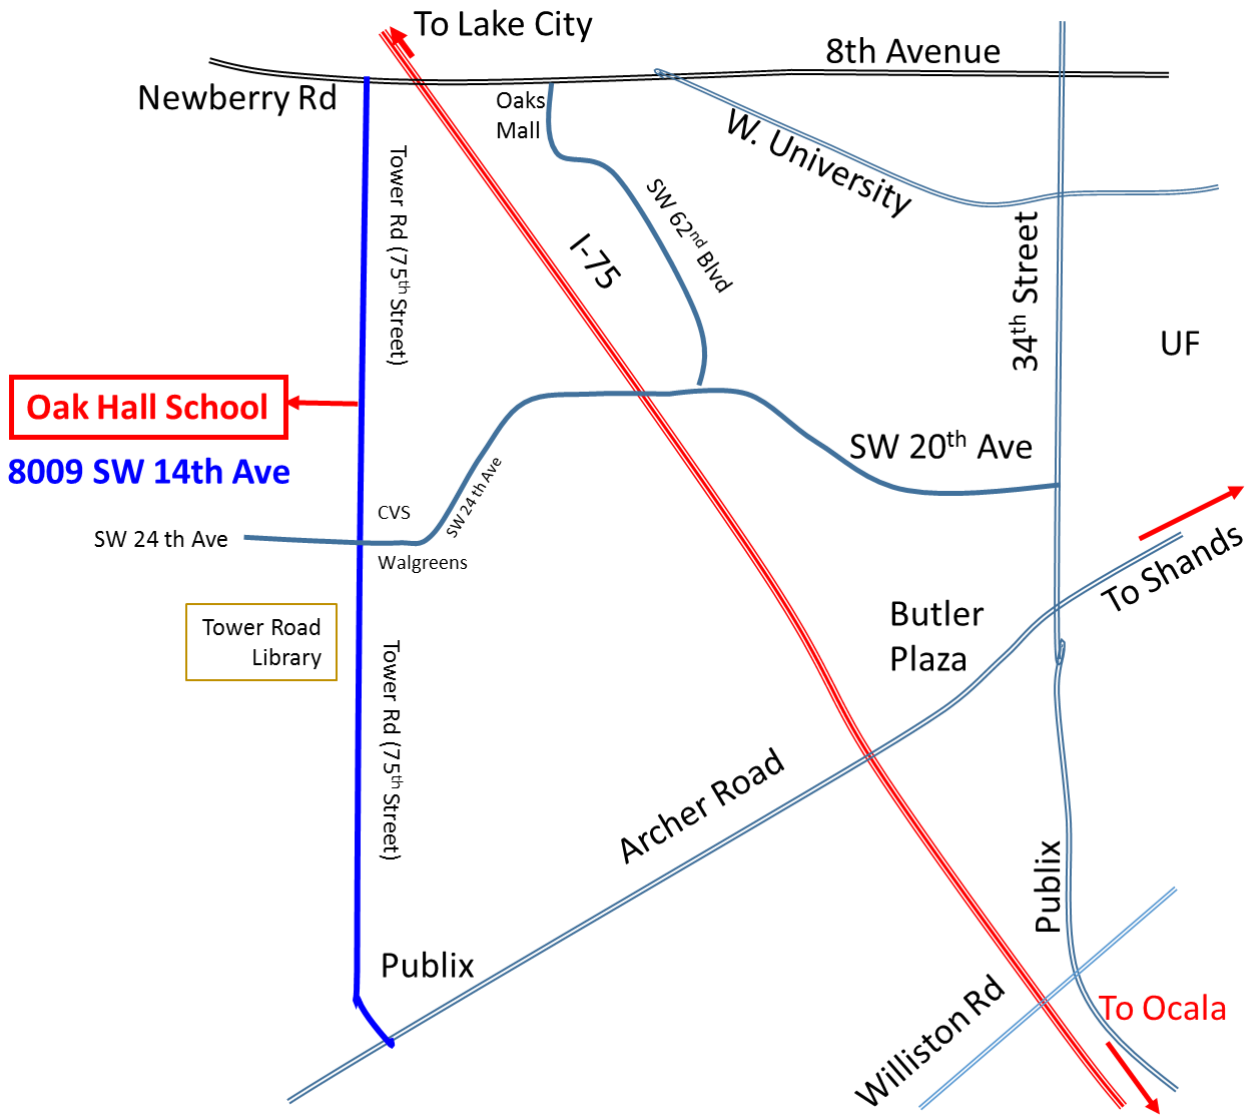 To Lake City
8th Avenue
Newberry Rd
Oaks
Mall
W. University
Tower Rd (75th Street)
SW 62nd Blvd
I-75
34th Street
UF
Oak Hall School
8009 SW 14th Ave
SW 20th Ave
SW 24 th Ave
CVS
SW 24 th Ave
Walgreens
To Shands
Butler
Plaza
Tower Road
Library
Tower Rd (75th Street)
Archer Road
Publix
Publix
Williston Rd
To Ocala